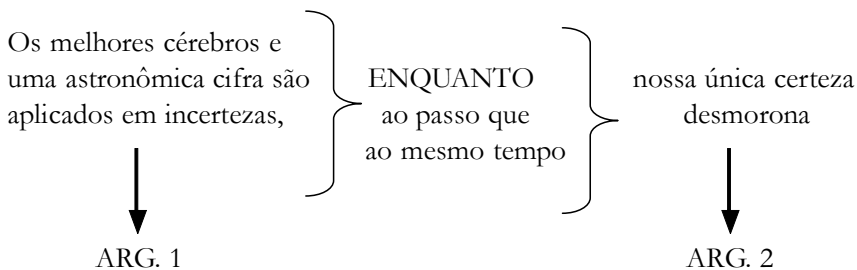 Os melhores cérebros e
uma astronômica cifra são
aplicados em incertezas,
ENQUANTO
ao passo que
ao mesmo tempo
nossa única certeza
desmorona
ARG. 1
ARG. 2